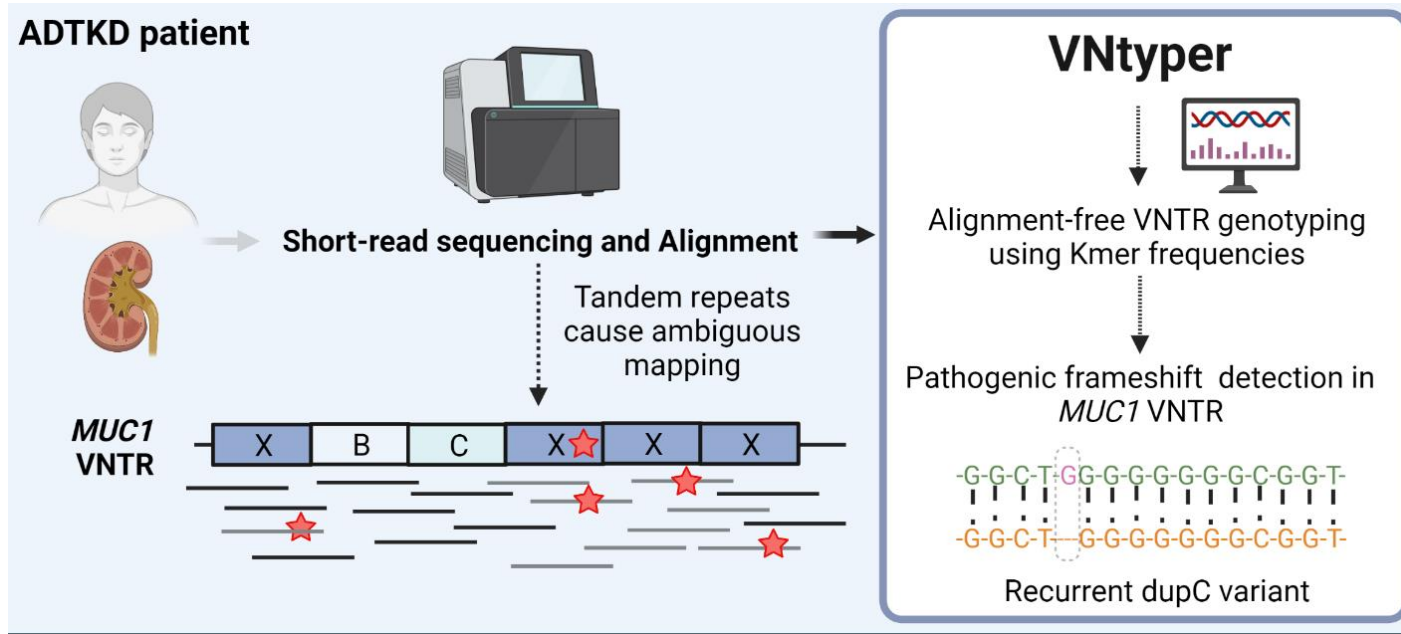 ADTKD patient
Short-read sequencing and Alignment
Tandem repeats
cause ambiguous
mapping
MUC1
VNTR
X B C X X X
VNtyper
Alignment-free VNTR genotyping
using Kmer frequencies
Pathogenic frameshift detection in
MUC1 VNTR
-G-G-C-T-G-G-G-G-G-G-G-G-C-G-G-T-
-G-G-C-T---G-G-G-G-G-G-G-C-G-G-T-
Recurrent dupC variant